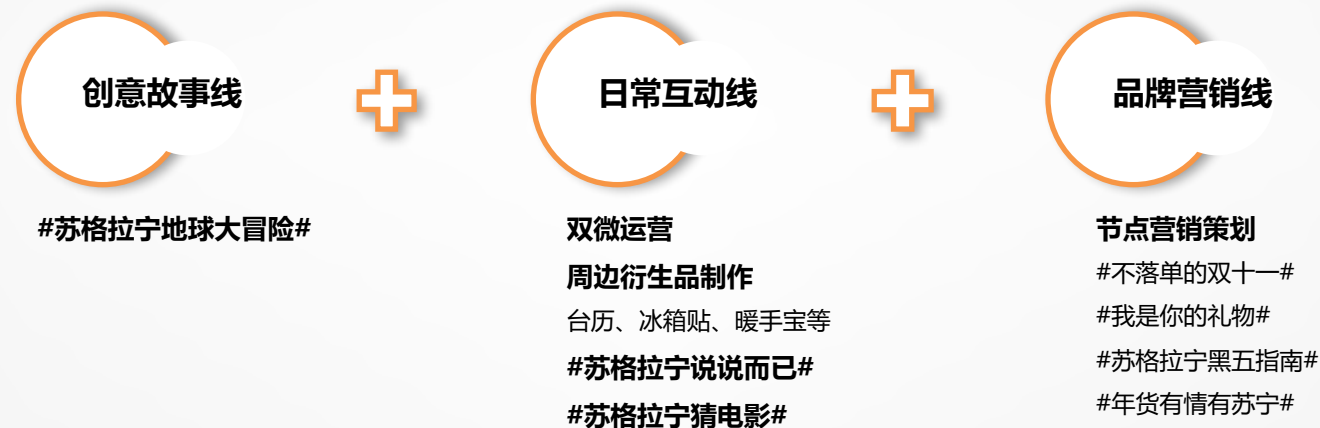 创意故事线
#苏格拉宁地球大冒险#
日常互动线
双微运营
周边衍生品制作
台历、冰箱贴、暖手宝等
#苏格拉宁说说而已#
#苏格拉宁猜电影#
品牌营销线
节点营销策划
#不落单的双十一#
#我是你的礼物#
#苏格拉宁黑五指南#
#年货有情有苏宁#